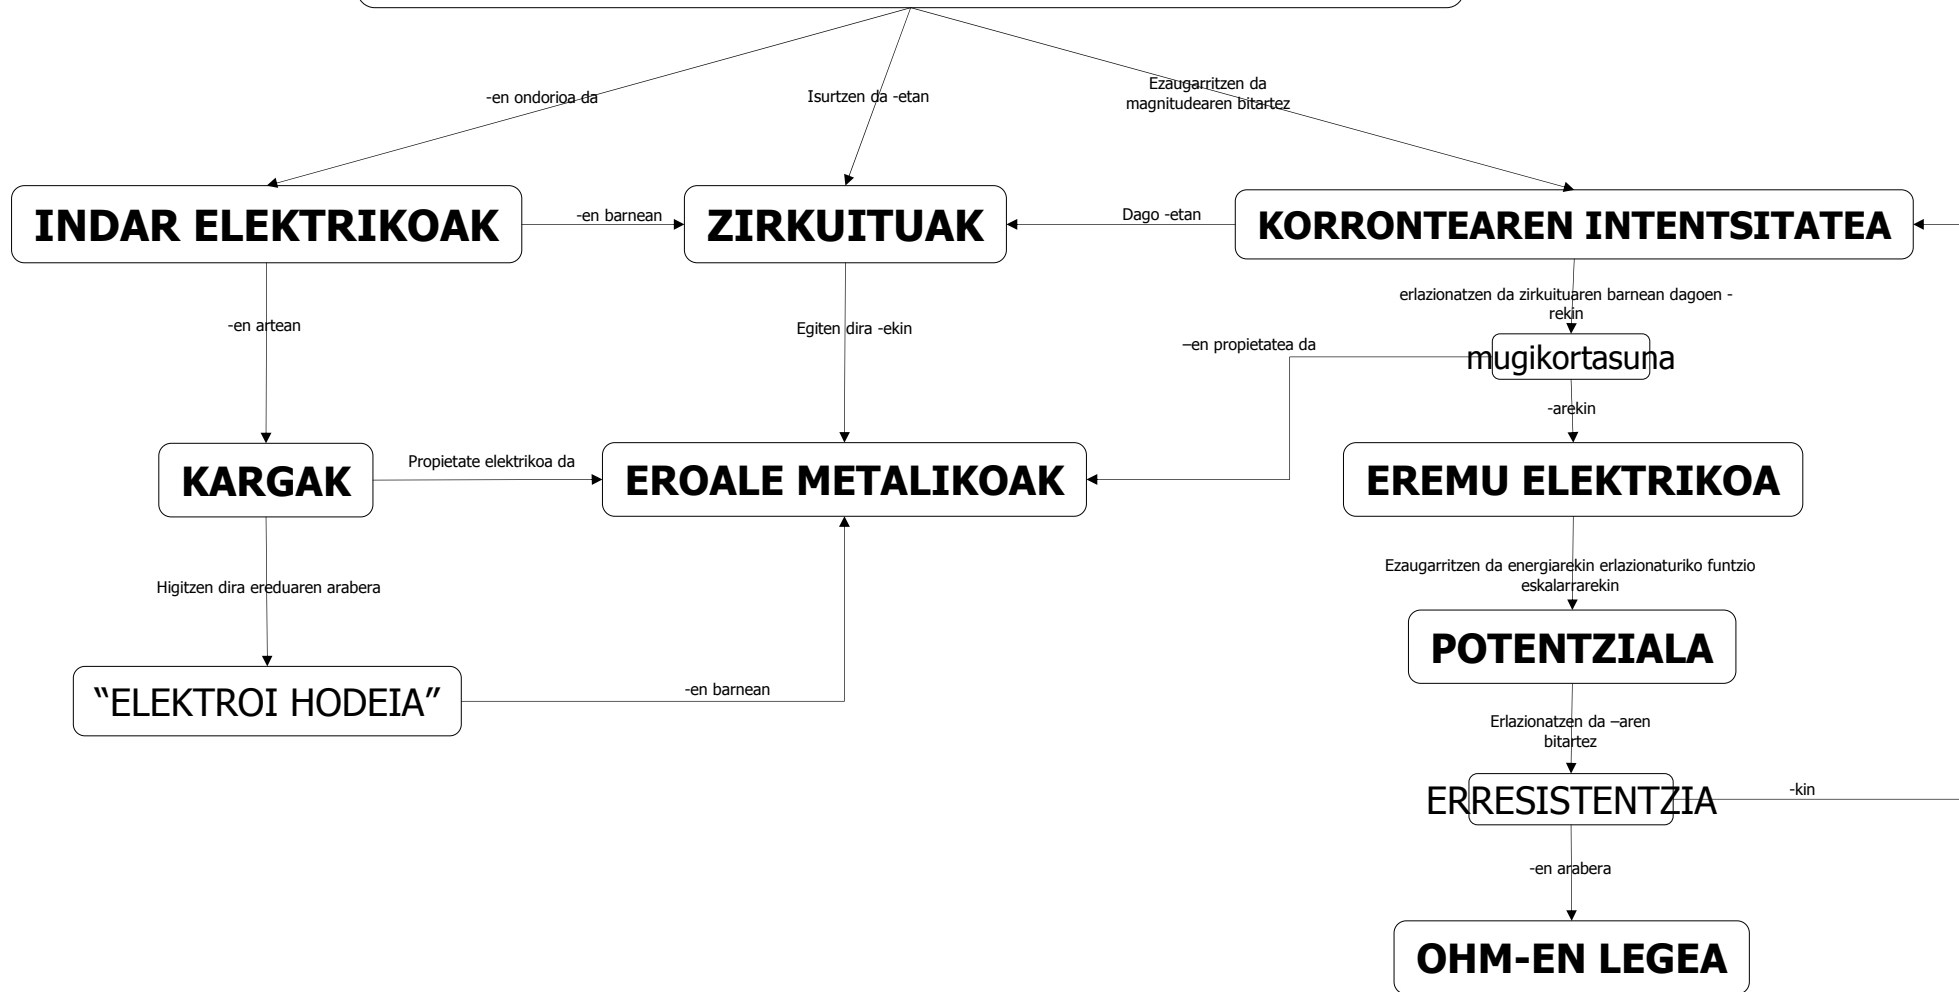 -en ondorioa da
Isurtzen da -etan
Ezaugarritzen da
magnitudearen bitartez
INDAR ELEKTRIKOAK
-en barnean
ZIRKUITUAK
Dago -etan
KORRONTEAREN INTENTSITATEA
-en artean
Egiten dira -ekin
erlazionatzen da zirkuituaren barnean dagoen -
rekin
–en propietatea da
mugikortasuna
-arekin
KARGAK
Propietate elektrikoa da
EROALE METALIKOAK
EREMU ELEKTRIKOA
Higitzen dira ereduaren arabera
Ezaugarritzen da energiarekin erlazionaturiko funtzio
eskalarrarekin
POTENTZIALA
“ELEKTROI HODEIA”
-en barnean
Erlazionatzen da –aren
bitartez
ERRESISTENTZIA
-kin
-en arabera
OHM-EN LEGEA